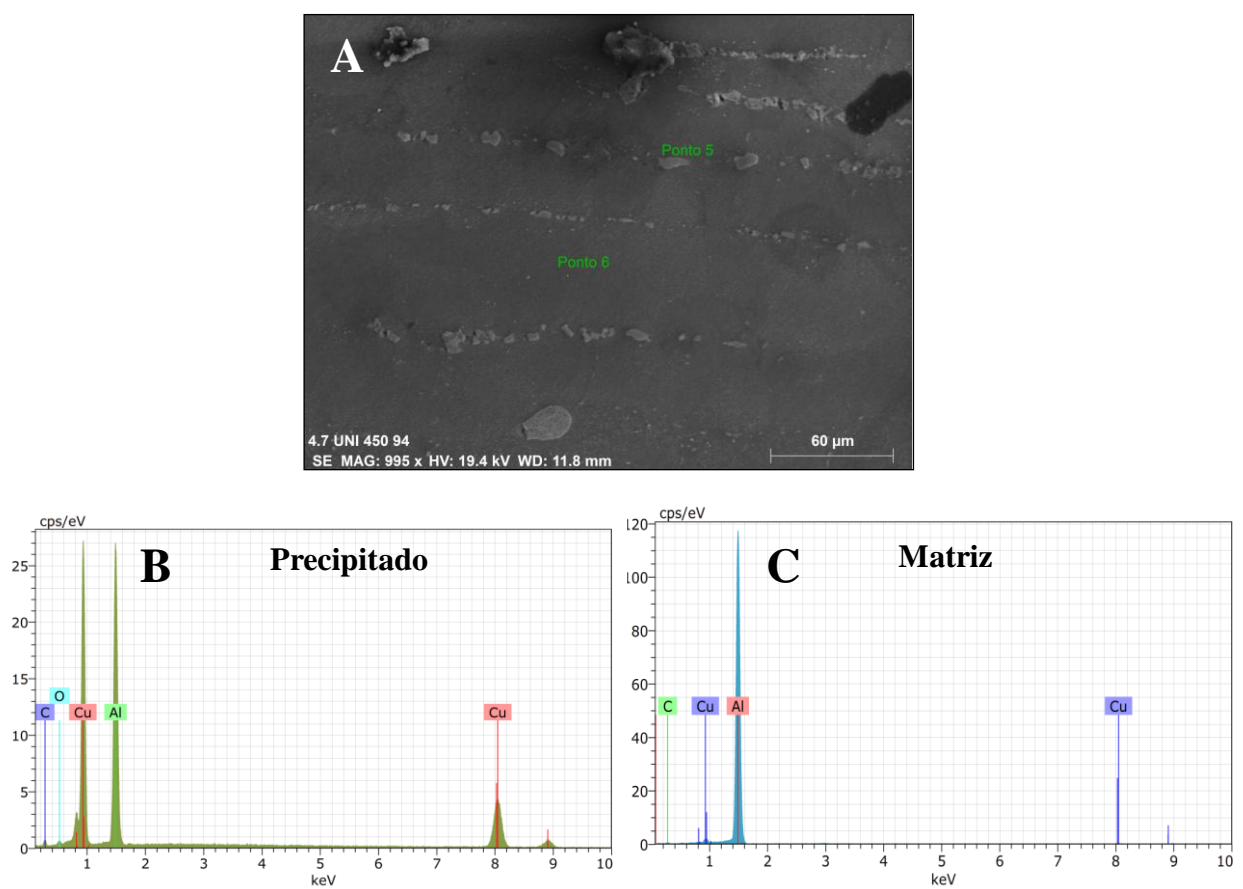 A
Ponto 5
Ponto 6
4.7 UNI 450 94
SE MAG: 995 x HV: 19.4 kV WD: 11.8 mm
60 µm
cps/eV
B
Precipitado
25
20
15
10
5
0
O
C
Cu
Al
Cu
1 2 3 4 5 6 7 8 9 10
keV
cps/eV
C
Matriz
120
100
80
60
40
20
0
C
Cu
Al
Cu
1 2 3 4 5 6 7 8 9 10
keV